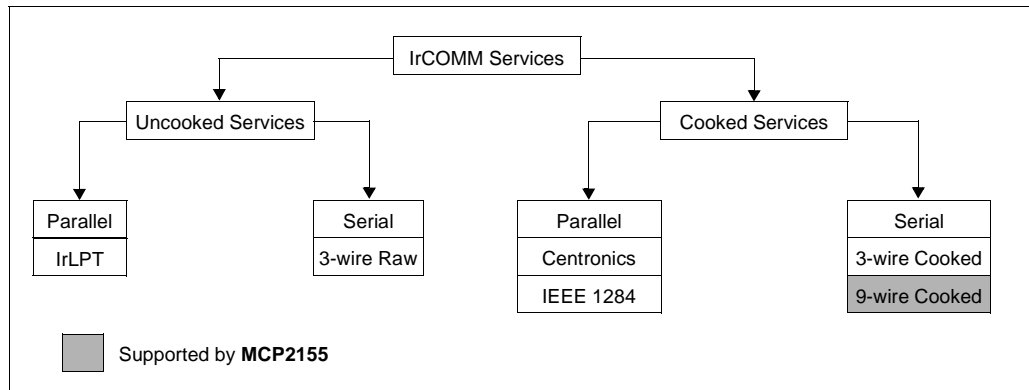 IrCOMM Services
Uncooked Services
Cooked Services
Parallel
IrLPT
Serial
3-wire Raw
Parallel
Centronics
IEEE 1284
Serial
3-wire Cooked
9-wire Cooked
Supported by MCP2155